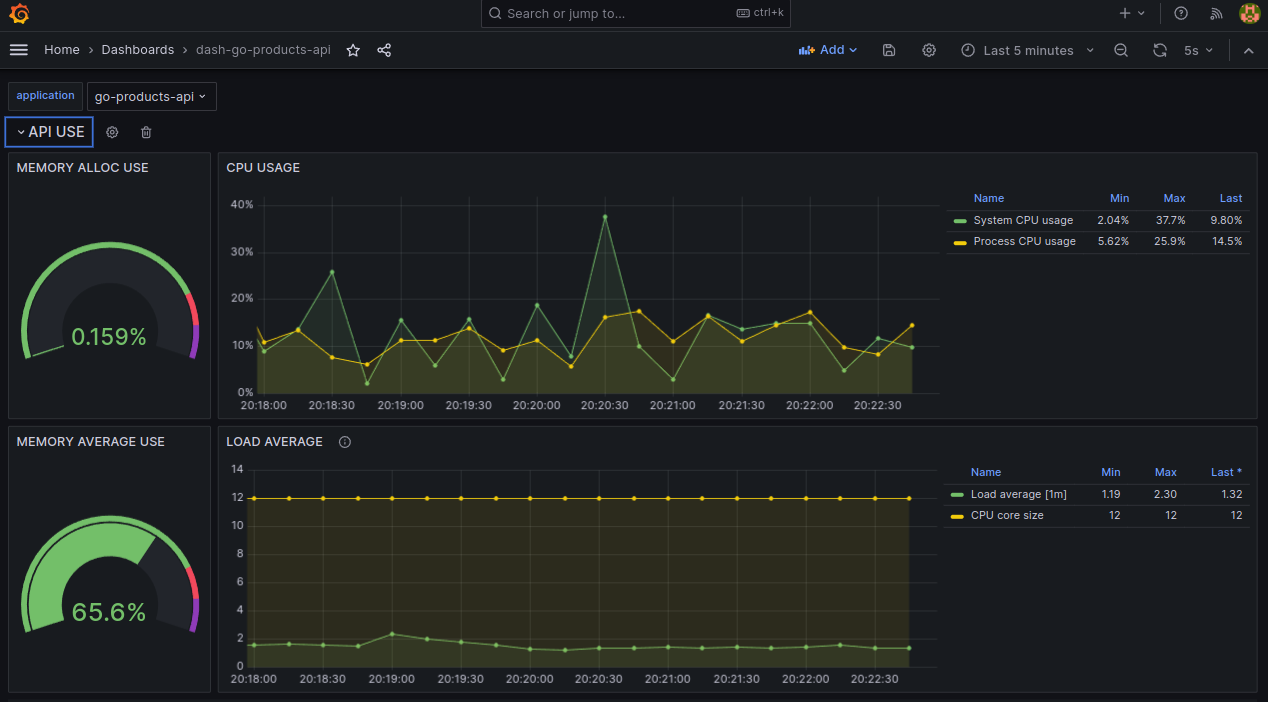 Search or jump to... ctrl+k
Home › Dashboards › dash-go-products-api Add Last 5 minutes 5s
application go-products-api
API USE
MEMORY ALLOC USE
0.159%
CPU USAGE
40%
30%
20%
10%
0%
20:18:00 20:18:30 20:19:00 20:19:30 20:20:00 20:20:30 20:21:00 20:21:30 20:22:00 20:22:30
Name Min Max Last
System CPU usage 2.04% 37.7% 9.80%
Process CPU usage 5.62% 25.9% 14.5%
MEMORY AVERAGE USE
65.6%
LOAD AVERAGE
14
12
10
8
6
4
2
0
20:18:00 20:18:30 20:19:00 20:19:30 20:20:00 20:20:30 20:21:00 20:21:30 20:22:00 20:22:30
Name Min Max Last *
Load average [1m] 1.19 2.30 1.32
CPU core size 12 12 12